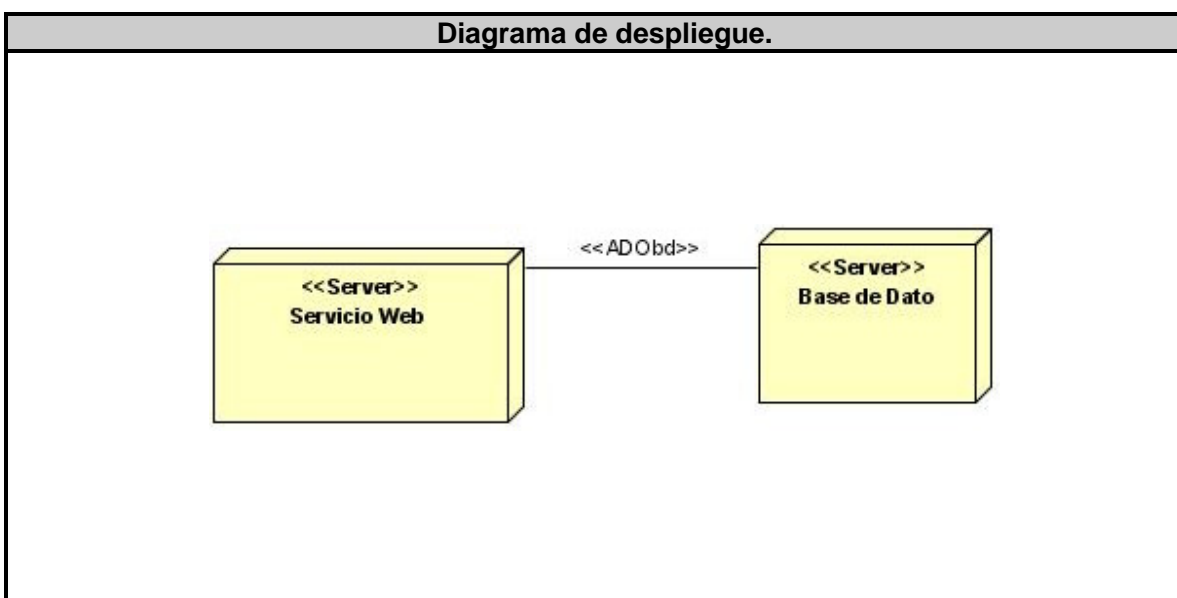 Diagrama de despliegue.
<<ADObd>>
<<Server>>
Servicio Web
<<Server>>
Base de Dato